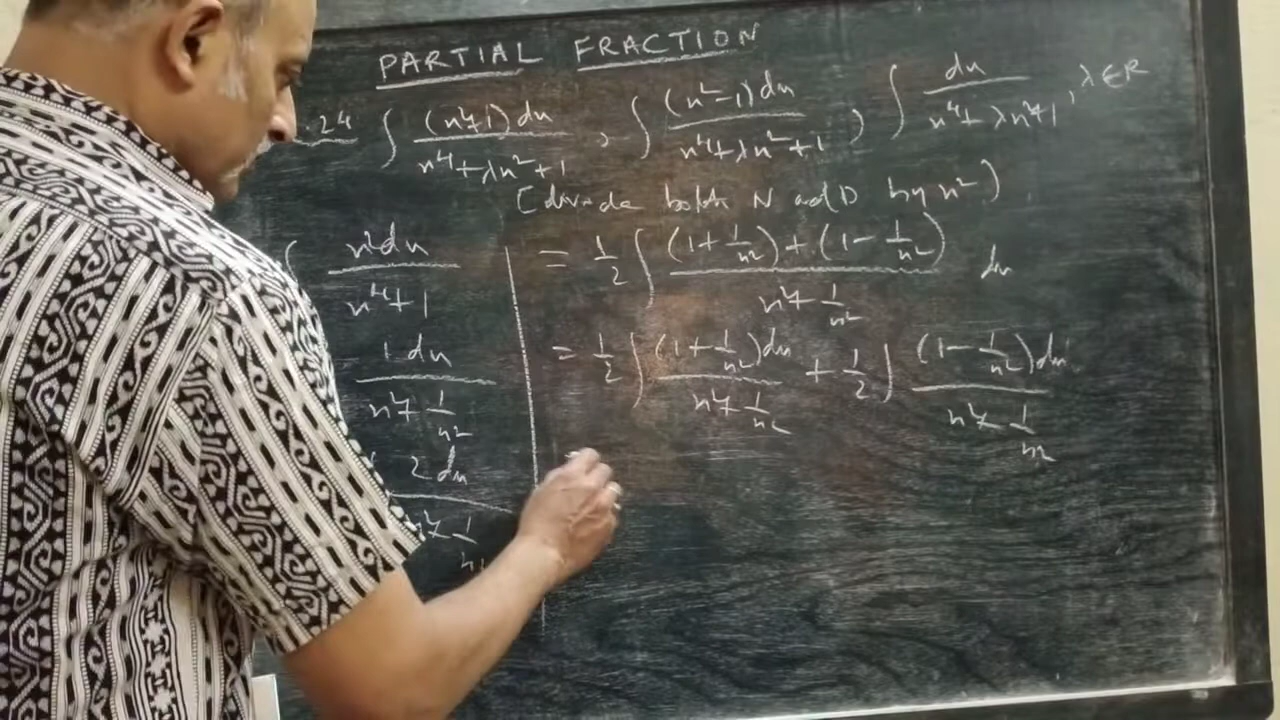 PARTIAL FRACTION
.24 ∫ (x²+1)dx / x⁴+λx²+1 , ∫ (x²-1)dx / x⁴+λx²+1 , ∫ dx / x⁴+λx²+1 , λ∈R
(divide both N and D by x²)
∫ x²dx / x⁴+1
1 dx / x²+ 1/x²
2 dx / x²+ 1/x²
= 1/2 ∫ (1+ 1/x²)+(1- 1/x²) / x²+ 1/x² dx
= 1/2 ∫ (1+ 1/x²)dx / x²+ 1/x² + 1/2 ∫ (1- 1/x²)dx / x²+ 1/x²